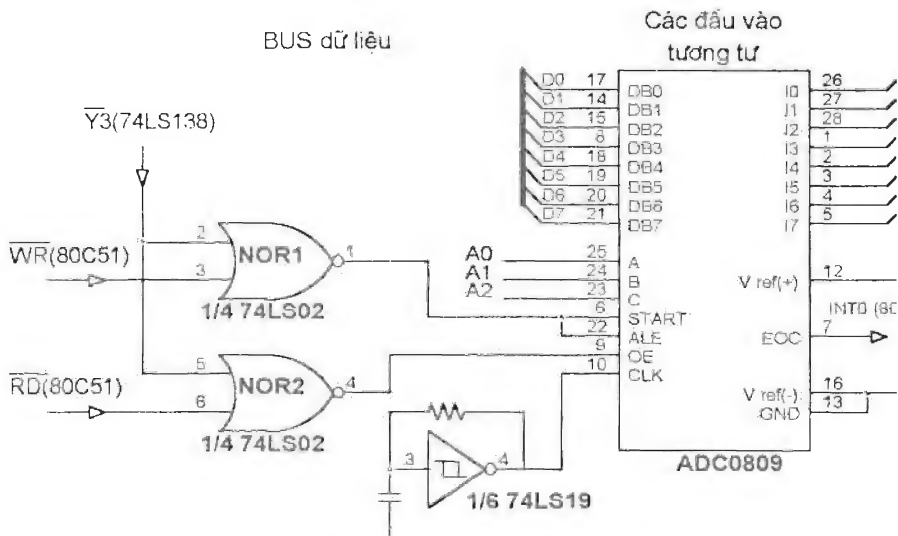 BUS dữ liệu
Các đấu vào
tương tư
Y3(74LS138)
WR(80C51)
2
3
NOR1
1
1/4 74LS02
RD(80C51)
5
6
NOR2
4
1/4 74LS02
3
4
1/6 74LS19
D0 17 DB0
D1 14 DB1
D2 15 DB2
D3 8 DB3
D4 18 DB4
D5 19 DB5
D6 20 DB6
D7 21 DB7
A0 25 A
A1 24 B
A2 23 C
6 START
22 ALE
9 OE
10 CLK
I0 26
I1 27
I2 28
I3 1
I4 2
I5 3
I6 4
I7 5
V ref(+) 12
INT0 (80
EOC 7
V ref(-) 16
GND 13
ADC0809